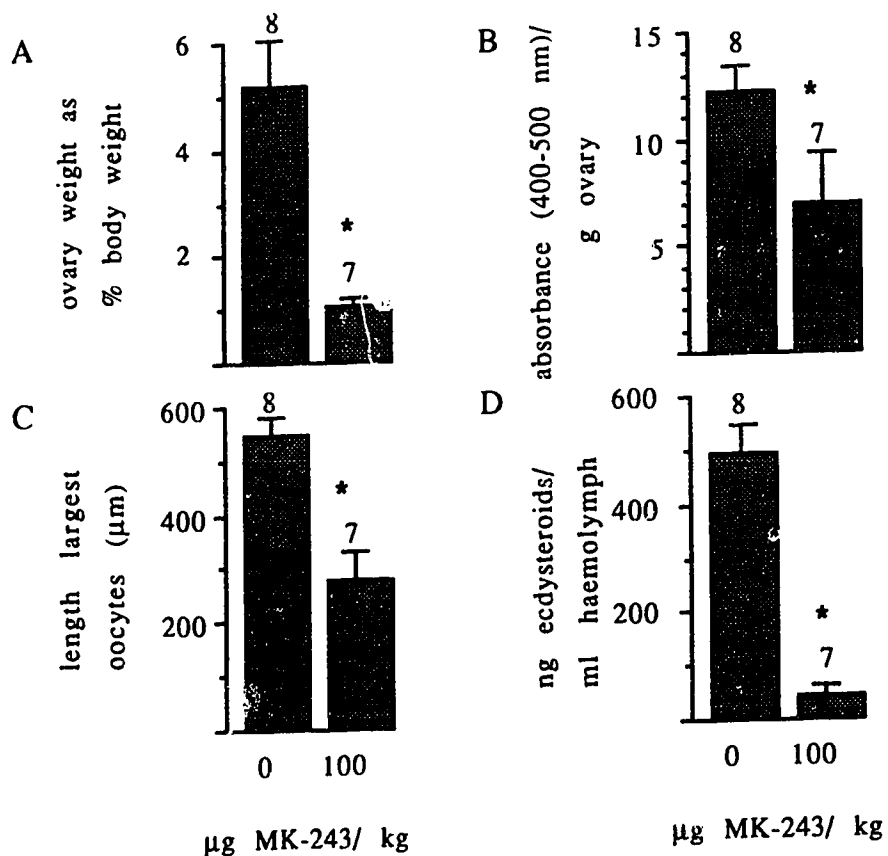 A
ovary weight as
% body weight
6
4
2
8
*
7
B
absorbance (400-500 nm)/
g ovary
15
10
5
8
*
7
C
length largest
oocytes (µm)
600
400
200
8
*
7
0
100
µg MK-243/ kg
D
ng ecdysteroids/
ml haemolymph
600
400
200
8
*
7
0
100
µg MK-243/ kg